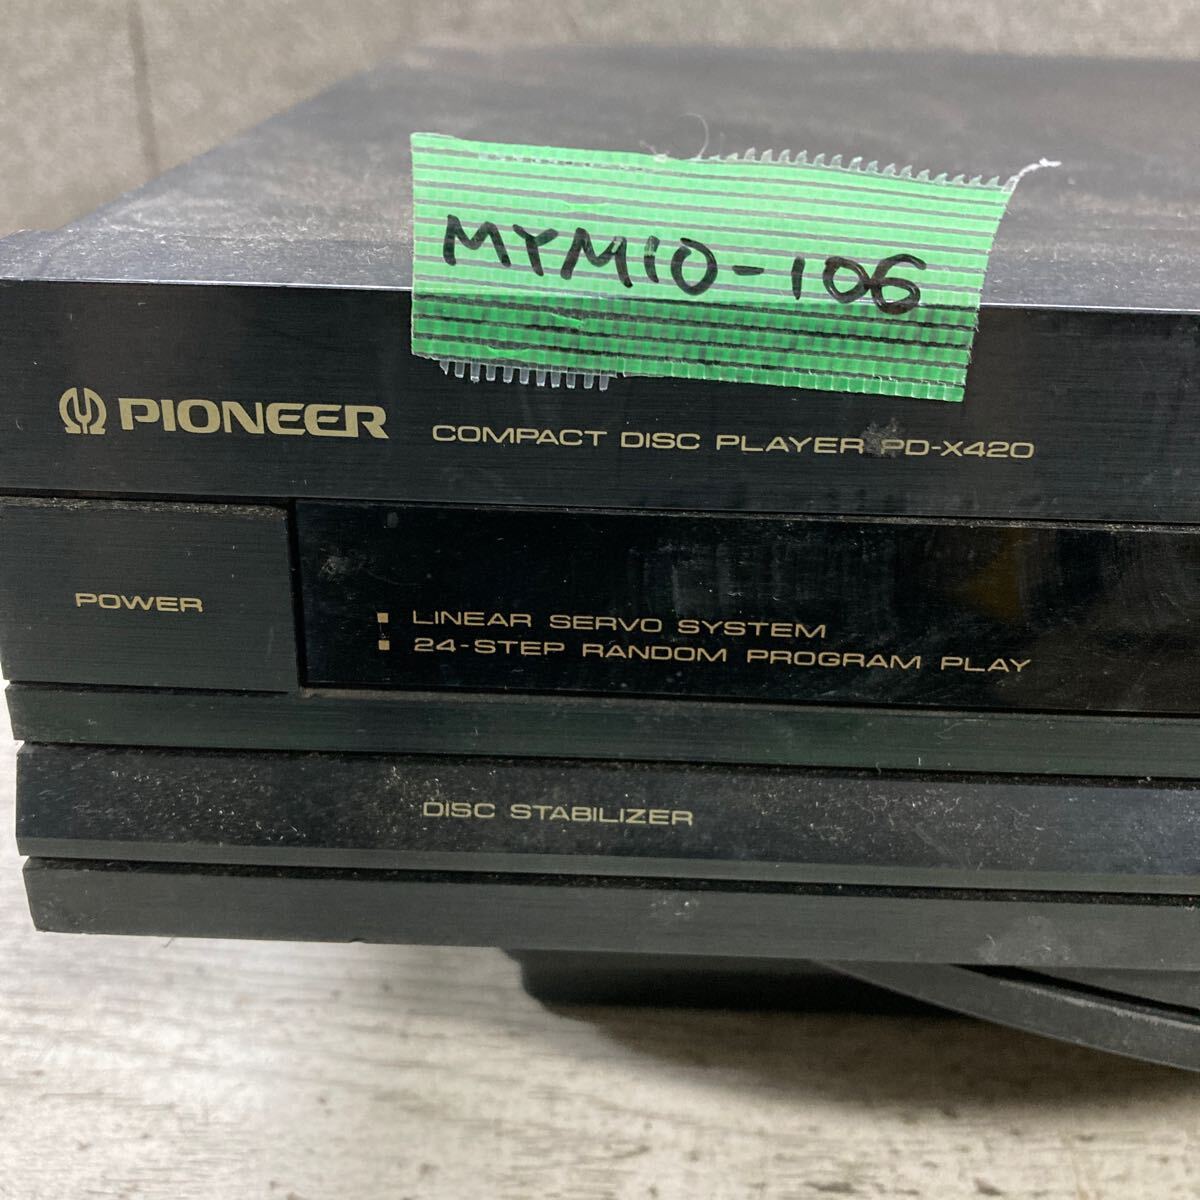 MYM10-106
PIONEER COMPACT DISC PLAYER PD-X420
POWER
LINEAR SERVO SYSTEM
24-STEP RANDOM PROGRAM PLAY
DISC STABILIZER